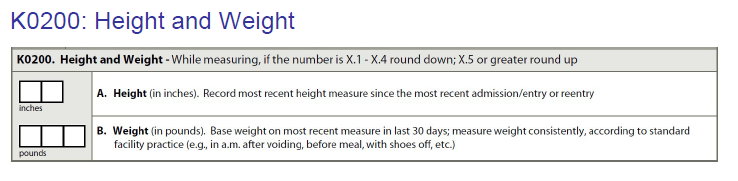 K0200: Height and Weight
K0200. Height and Weight - While measuring, if the number is X.1 - X.4 round down; X.5 or greater round up
inches
A. Height (in inches). Record most recent height measure since the most recent admission/entry or reentry
pounds
B. Weight (in pounds). Base weight on most recent measure in last 30 days; measure weight consistently, according to standard
facility practice (e.g., in a.m. after voiding, before meal, with shoes off, etc.)